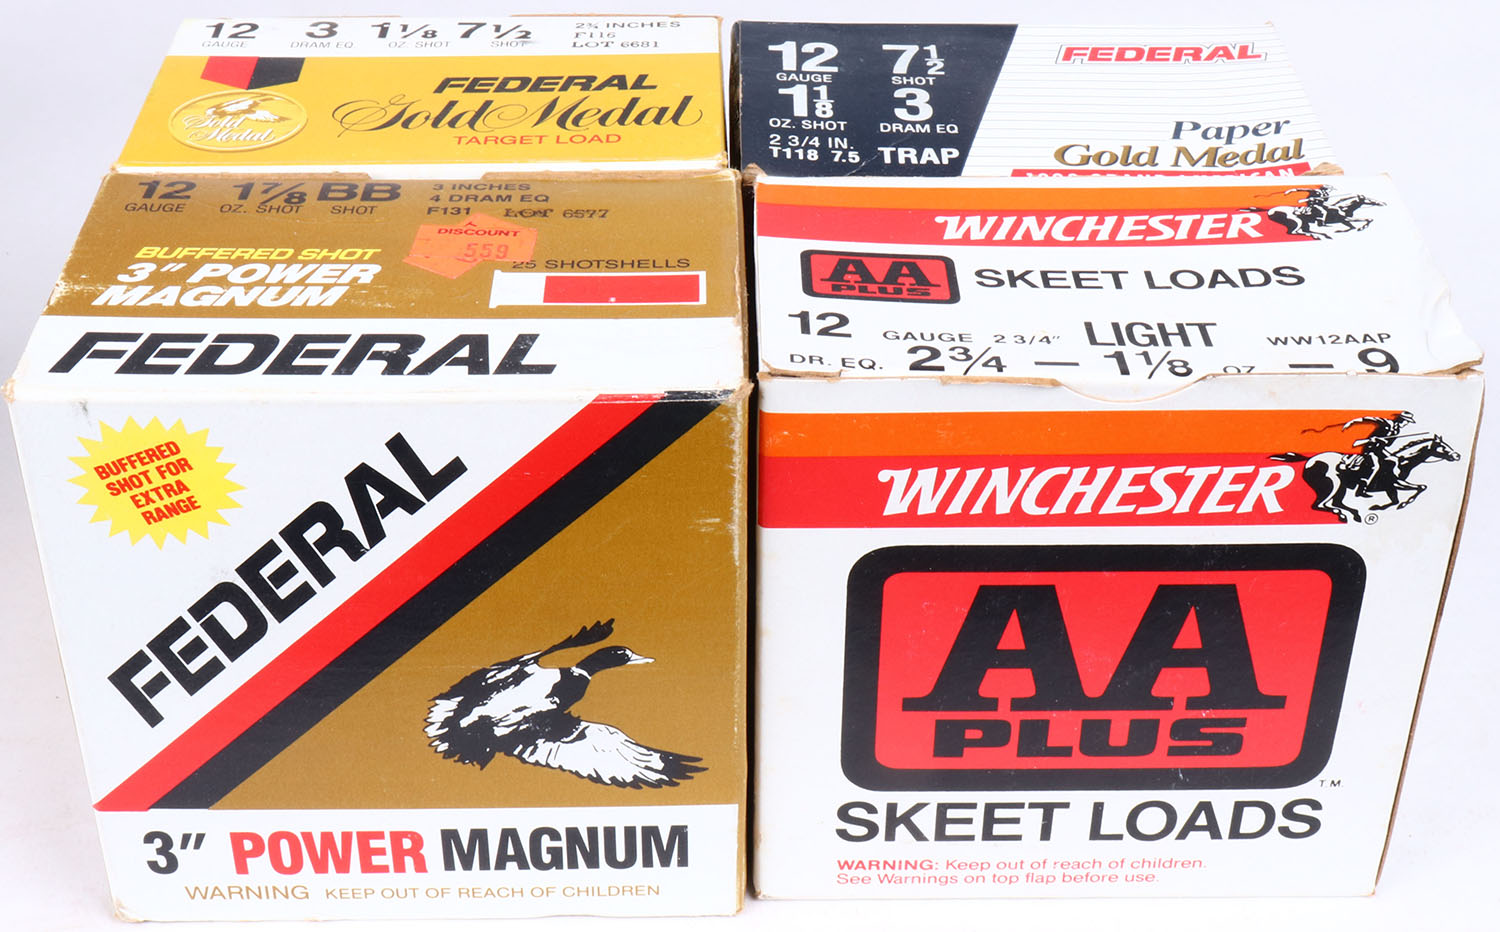 12 3 1 1/8 7 1/2 2¾ INCHES
GAUGE DRAM EQ OZ. SHOT SHOT F116
LOT 6681
FEDERAL
Gold Medal
TARGET LOAD
Gold
Medal
12 7 1/2 FEDERAL
GAUGE SHOT
1 1/8 3
OZ. SHOT DRAM EQ
2 3/4 IN.
T118 7.5 TRAP
Paper
Gold Medal
12 1 7/8 BB 3 INCHES
GAUGE OZ. SHOT SHOT 4 DRAM EQ
F131 LOT 6577
DISCOUNT
559
BUFFERED SHOT
3" POWER
MAGNUM
25 SHOTSHELLS
FEDERAL
BUFFERED
SHOT FOR
EXTRA
RANGE
FEDERAL
3" POWER MAGNUM
WARNING KEEP OUT OF REACH OF CHILDREN
WINCHESTER
AA
PLUS
SKEET LOADS
12 GAUGE 2 3/4" LIGHT WW12AAP
DR. EQ. 2 3/4 - 1 1/8 OZ - 9
WINCHESTER
®
AA
PLUS
T.M.
SKEET LOADS
WARNING: Keep out of reach of children.
See Warnings on top flap before use.